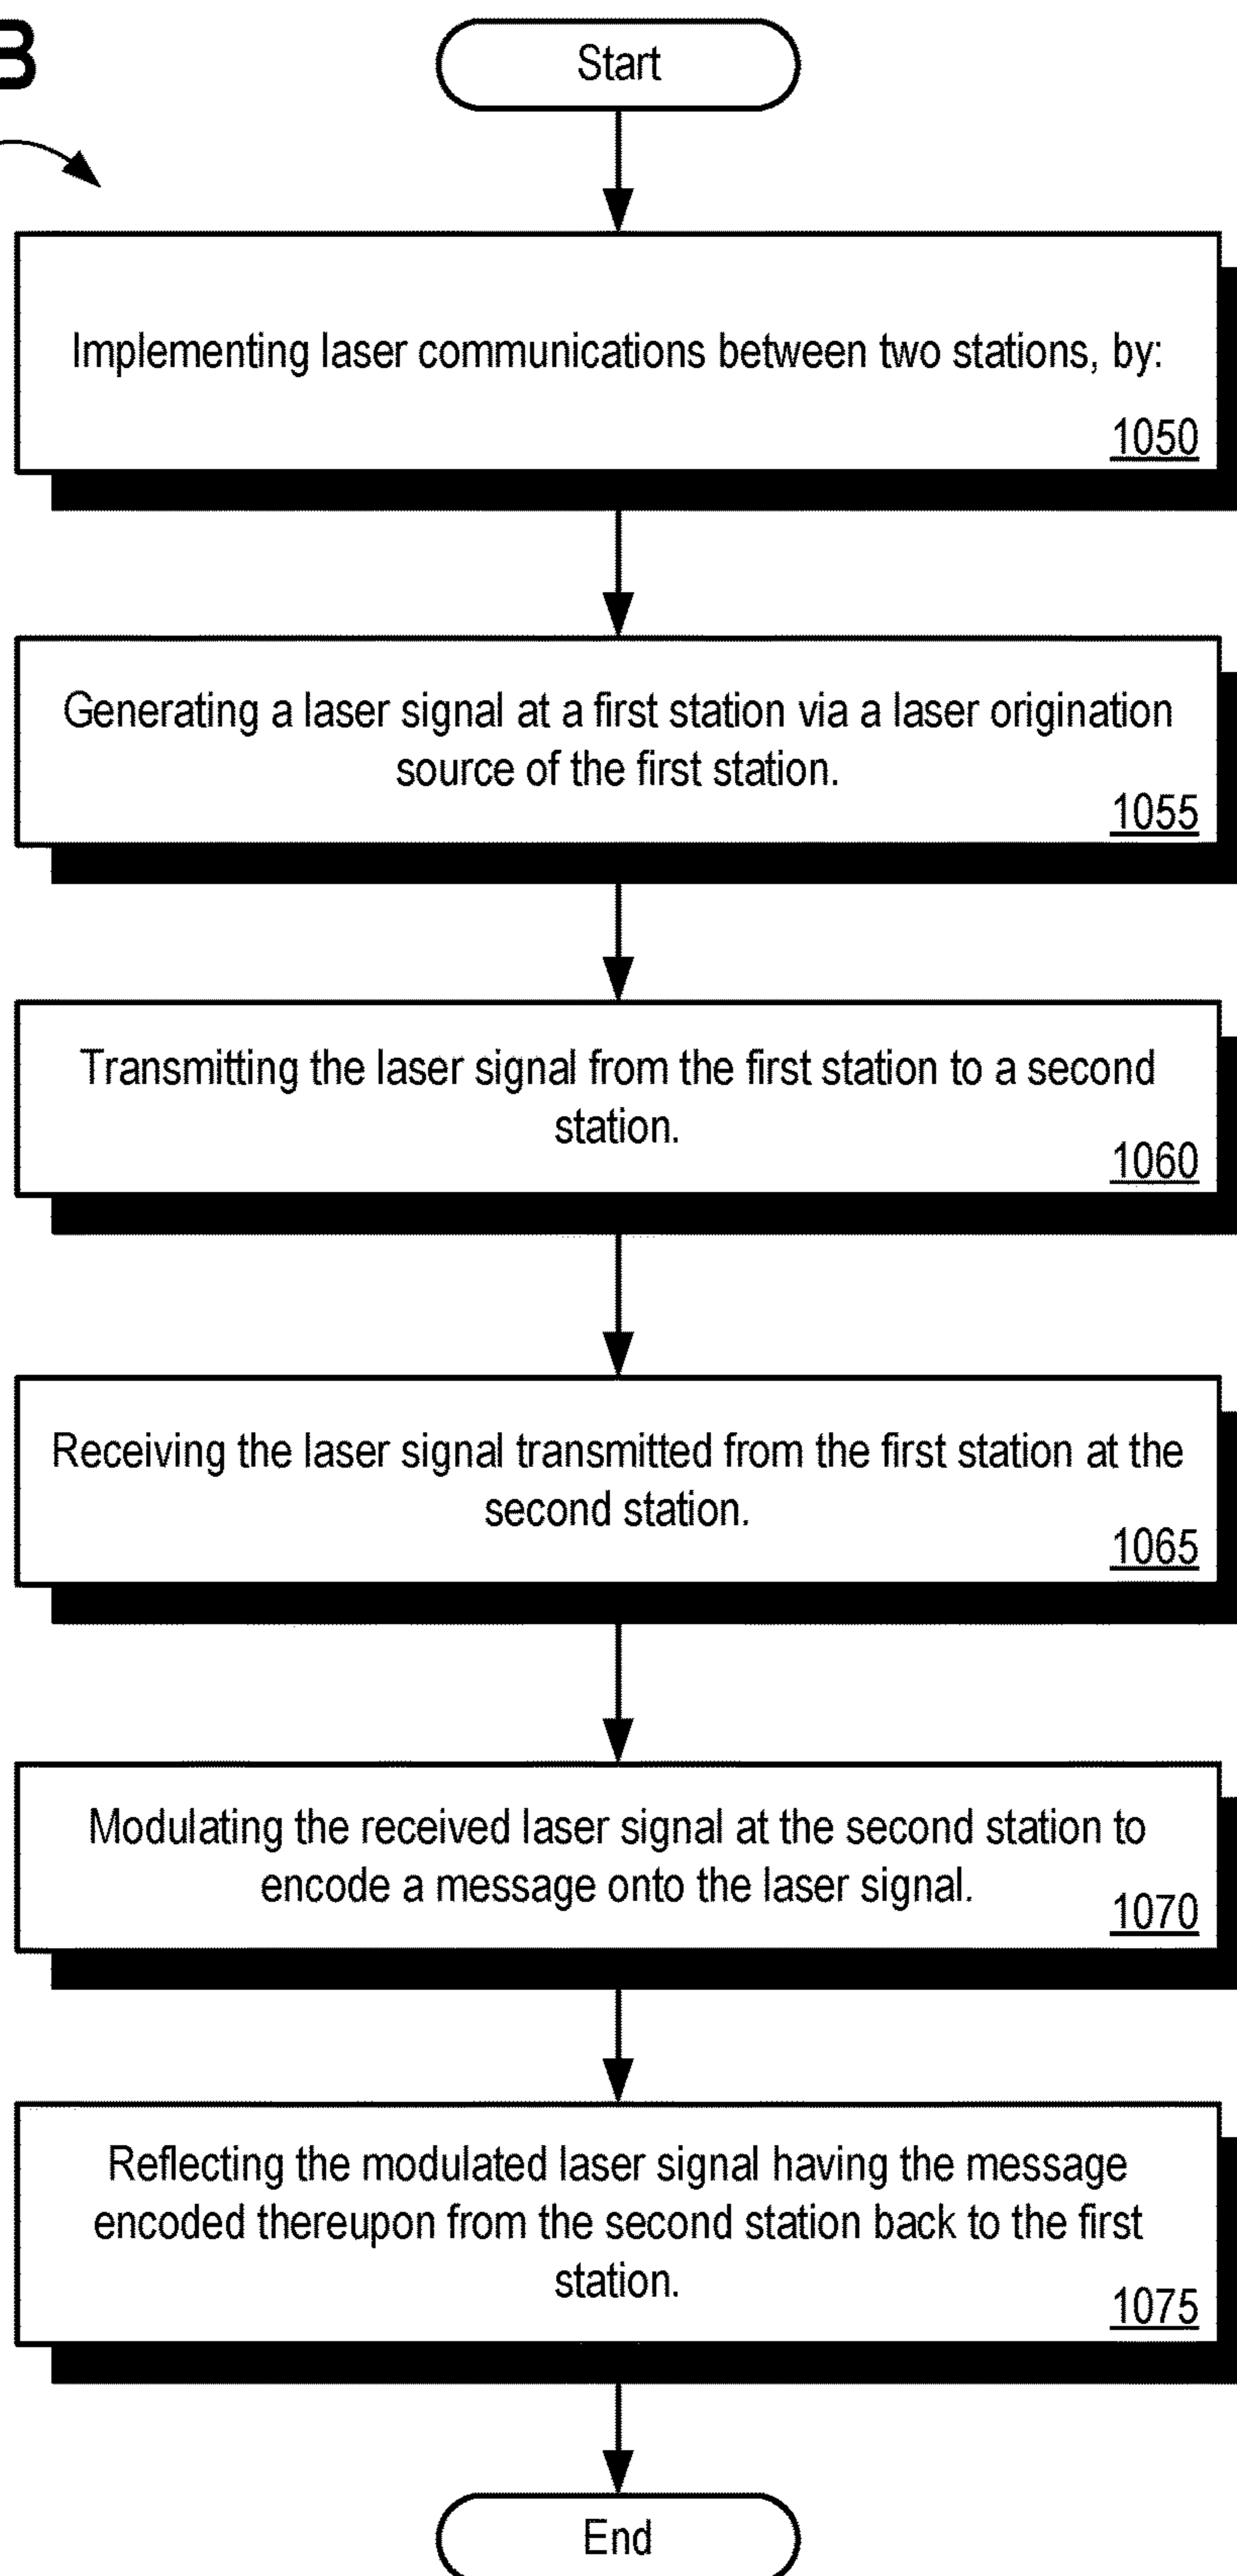 B
Start
Implementing laser communications between two stations, by:
1050
Generating a laser signal at a first station via a laser origination
source of the first station.
1055
Transmitting the laser signal from the first station to a second
station.
1060
Receiving the laser signal transmitted from the first station at the
second station.
1065
Modulating the received laser signal at the second station to
encode a message onto the laser signal.
1070
Reflecting the modulated laser signal having the message
encoded thereupon from the second station back to the first
station.
1075
End